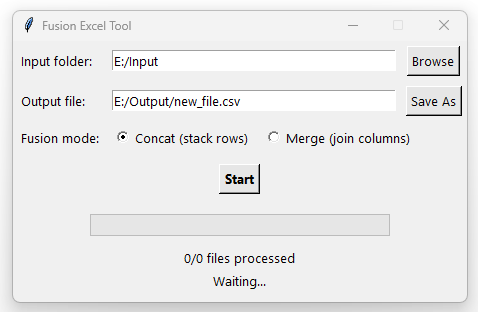 Fusion Excel Tool
Input folder: E:/Input Browse
Output file: E:/Output/new_file.csv Save As
Fusion mode: Concat (stack rows) Merge (join columns)
Start
0/0 files processed
Waiting...